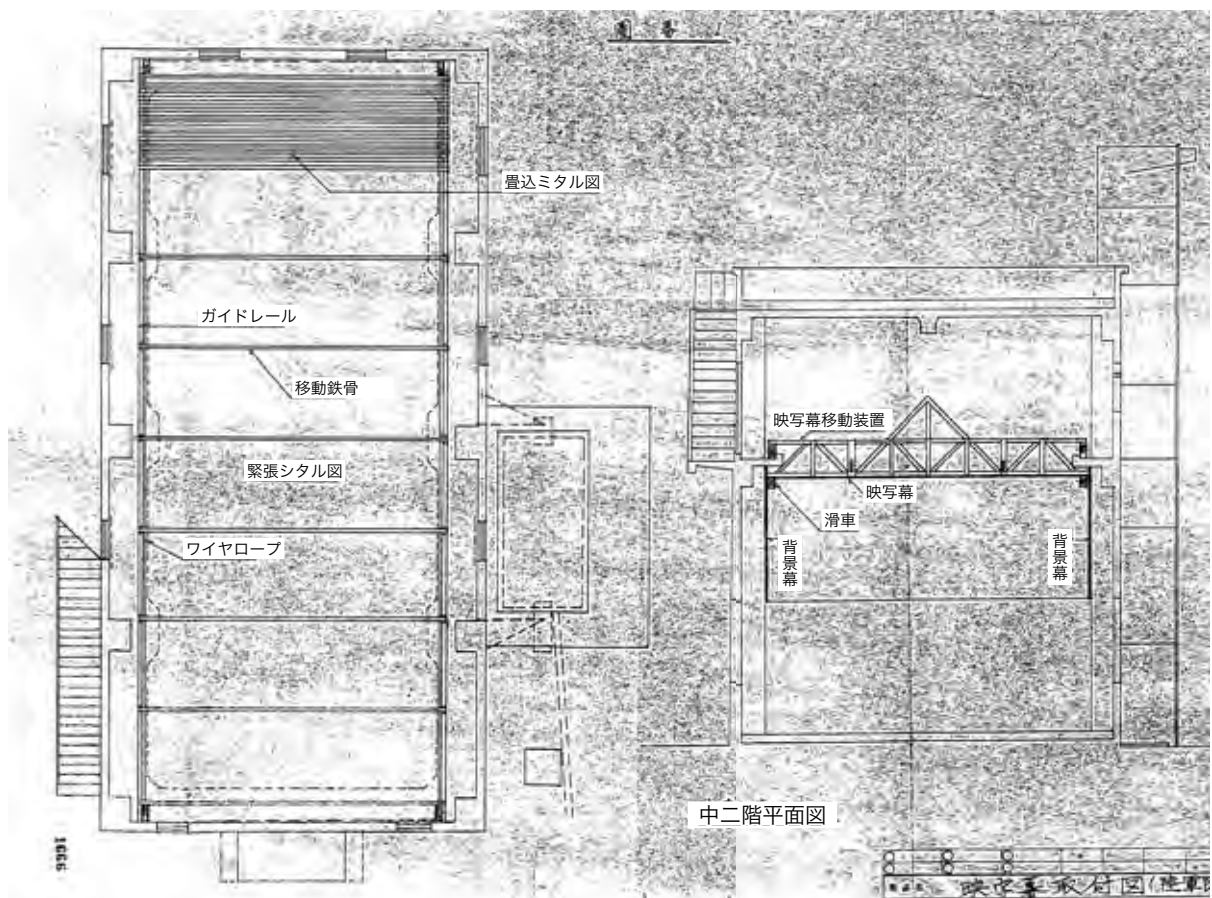 畳込ミタル図
ガイドレール
移動鉄骨
緊張シタル図
ワイヤロープ
映写幕移動装置
映写幕
滑車
背景幕
背景幕
中二階平面図